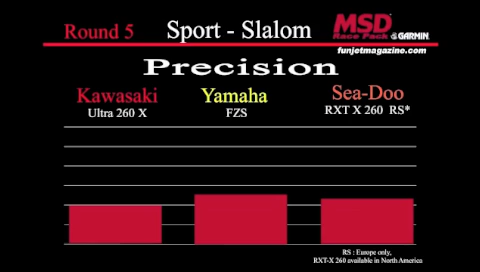 Round 5 Sport - Slalom MSD
Race Pack & GARMIN
funjetmagazine.com
Precision
Kawasaki Yamaha Sea-Doo
Ultra 260 X FZS RXT X 260 RS*
RS : Europe only,
RXT-X 260 available in North America